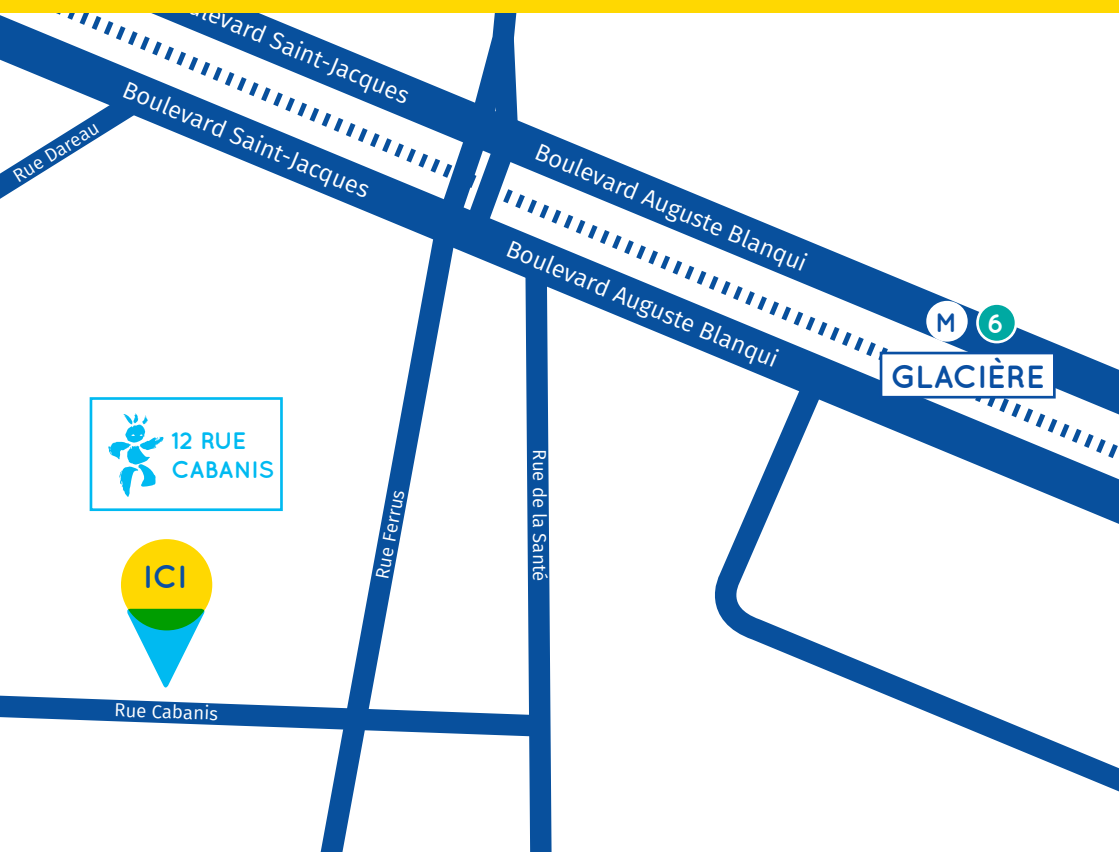 Boulevard Saint-Jacques
Boulevard Saint-Jacques
Rue Dareau
Boulevard Auguste Blanqui
Boulevard Auguste Blanqui
M 6
GLACIÈRE
12 RUE
CABANIS
Rue Ferrus
Rue de la Santé
ICI
Rue Cabanis